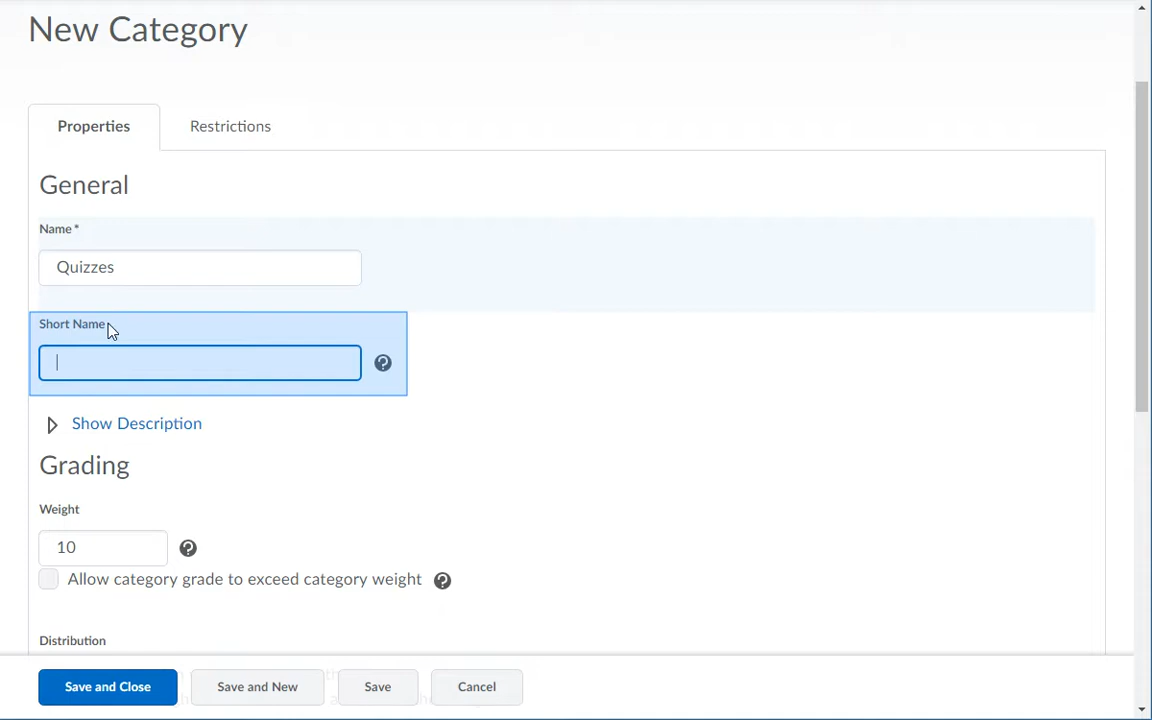 New Category
Properties
Restrictions
General
Name *
Quizzes
Short Name
Show Description
Grading
Weight
10
Allow category grade to exceed category weight
Distribution
Save and Close
Save and New
Save
Cancel